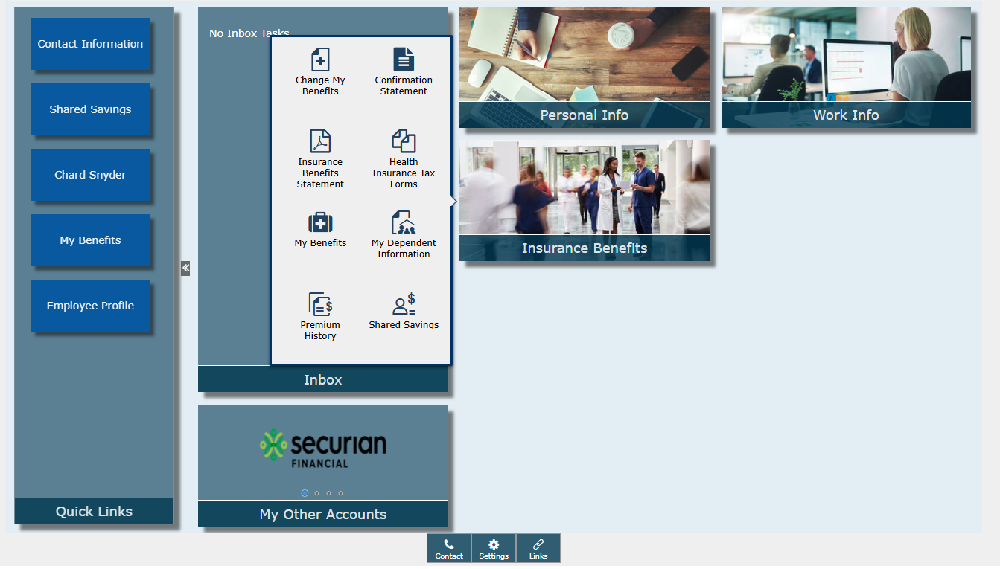 Contact Information
Shared Savings
Chard Snyder
My Benefits
Employee Profile
Quick Links
No Inbox Tasks
Change My
Benefits
Confirmation
Statement
Insurance
Benefits
Statement
Health
Insurance Tax
Forms
My Benefits
My Dependent
Information
Premium
History
Shared Savings
Inbox
securian
FINANCIAL
My Other Accounts
Personal Info
Work Info
Insurance Benefits
Contact
Settings
Links